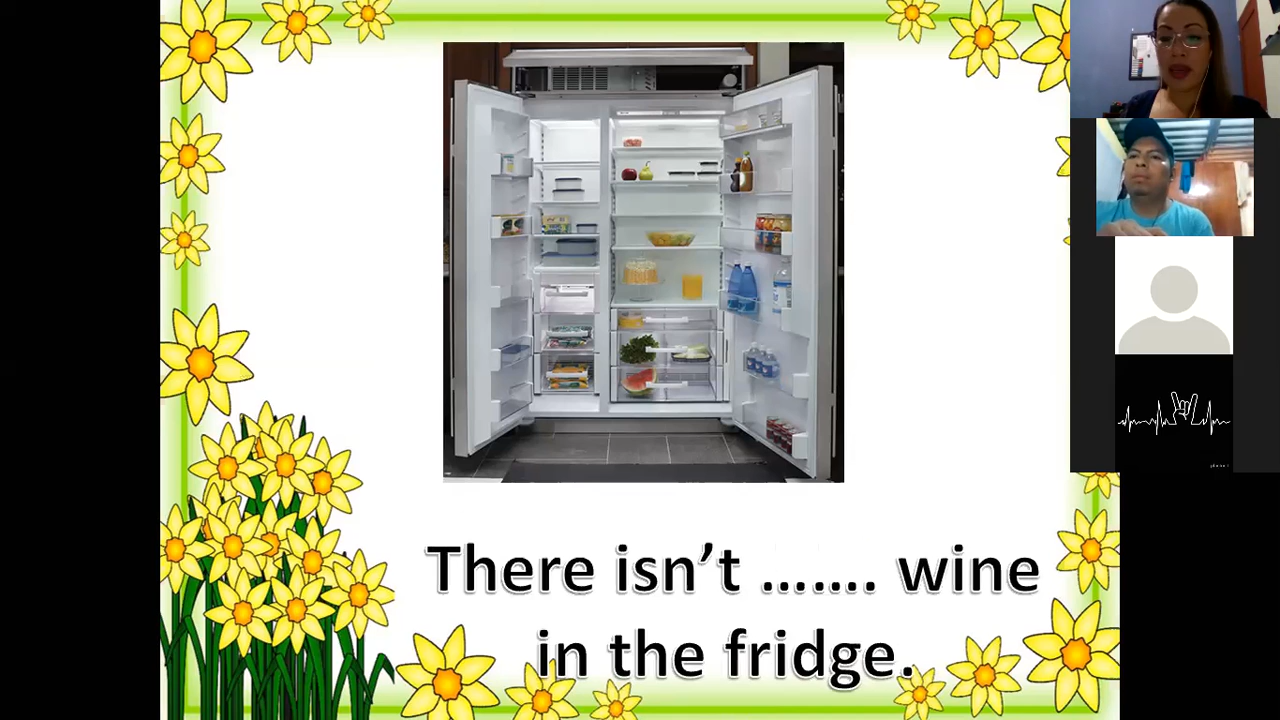 There isn’t ....... wine
in the fridge.